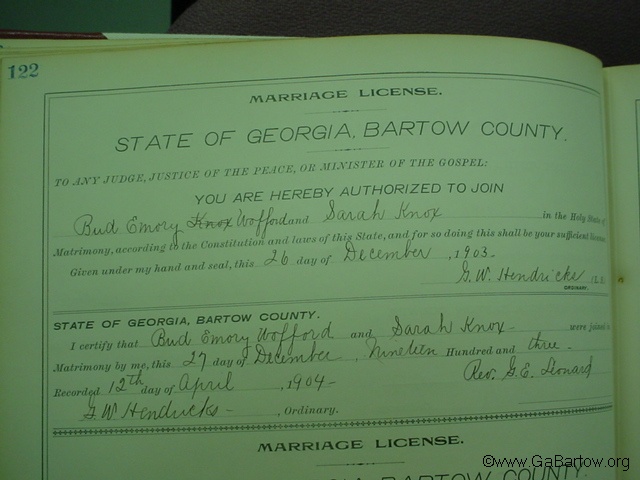 122
MARRIAGE LICENSE.
STATE OF GEORGIA, BARTOW COUNTY.
TO ANY JUDGE, JUSTICE OF THE PEACE, OR MINISTER OF THE GOSPEL:
YOU ARE HEREBY AUTHORIZED TO JOIN
Bud Emory Knox Wofford and Sarah Knox in the Holy State of
Matrimony, according to the Constitution and laws of this State, and for so doing this shall be your sufficient License.
Given under my hand and seal, this 26 day of December, 1903.
G. W. Hendricks (L. S.)
ORDINARY.
STATE OF GEORGIA, BARTOW COUNTY.
I certify that Bud Emory Wofford and Sarah Knox- were joined in
Matrimony by me, this 27 day of December, Nineteen Hundred and three-
Rev. G. E. Leonard
Recorded 12th day of April, 1904-
G. W Hendricks-, Ordinary.
MARRIAGE LICENSE.
GIA, BARTOW COUNTY.
©www.GaBartow.org